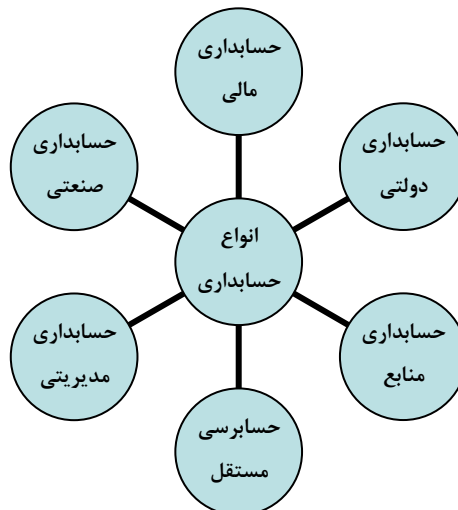 حسابداری
مالی
حسابداری
دولتی
حسابداری
صنعتی
انواع
حسابداری
حسابداری
منابع
حسابداری
مدیریتی
حسابرسی
مستقل